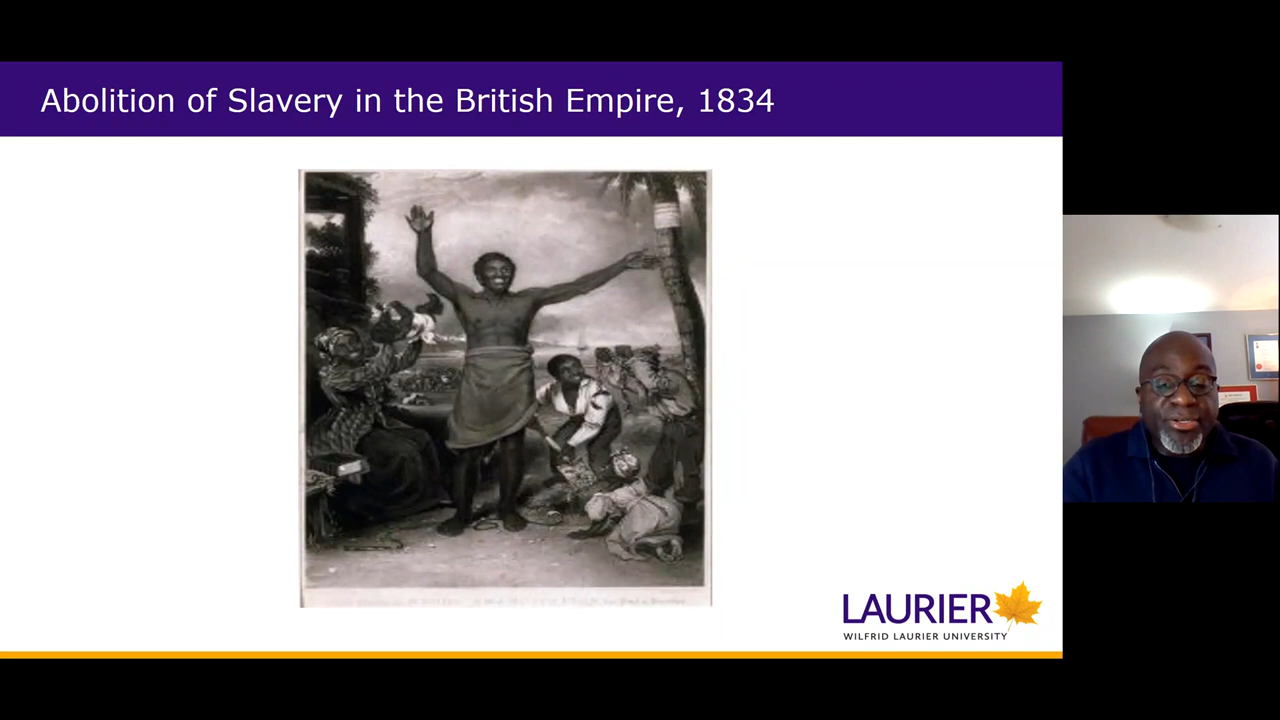 Abolition of Slavery in the British Empire, 1834
LAURIER
WILFRID LAURIER UNIVERSITY